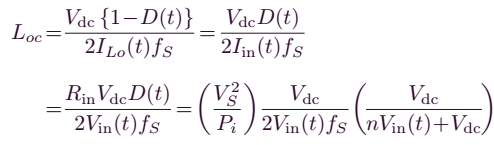 L_{oc} = \frac{V_{dc}\{1-D(t)\}}{2I_{Lo}(t)f_S} = \frac{V_{dc}D(t)}{2I_{in}(t)f_S}
= \frac{R_{in}V_{dc}D(t)}{2V_{in}(t)f_S} = \left(\frac{V_S^2}{P_i}\right)\frac{V_{dc}}{2V_{in}(t)f_S}\left(\frac{V_{dc}}{nV_{in}(t)+V_{dc}}\right)